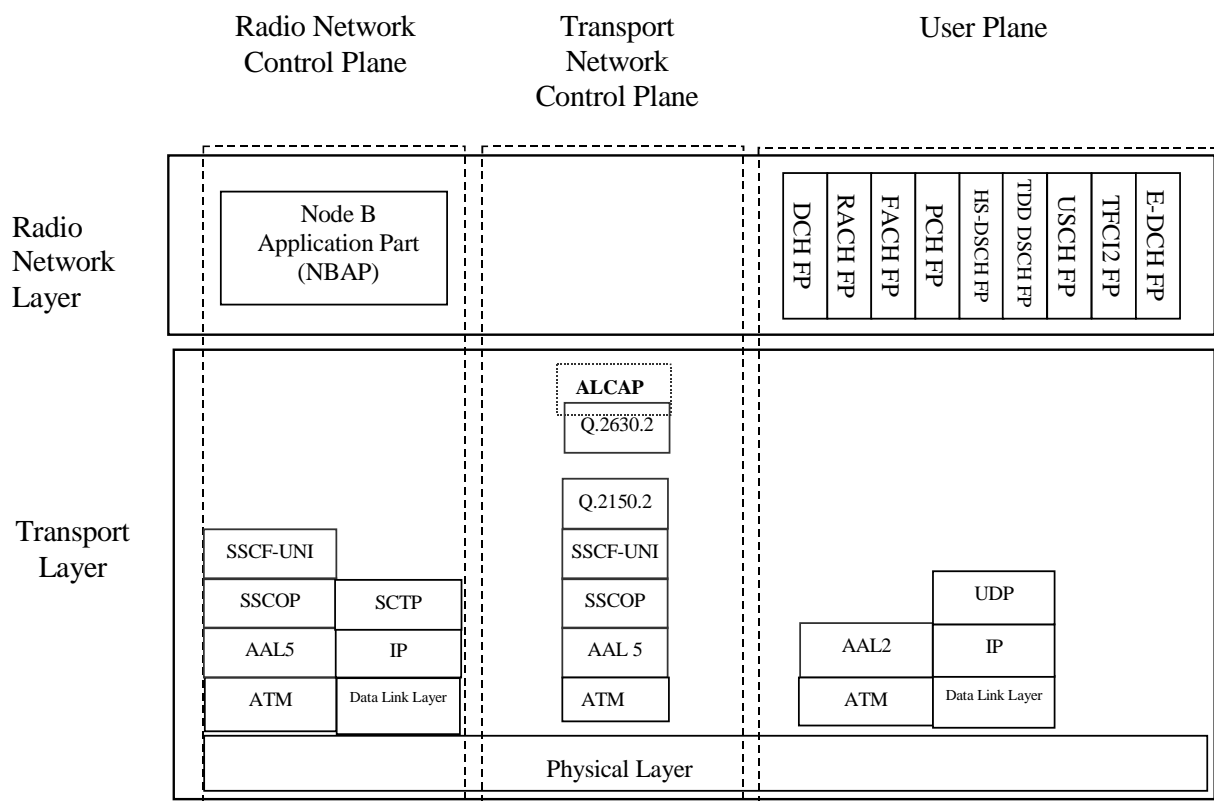 Radio Network
Control Plane
Transport
Network
Control Plane
User Plane
Radio
Network
Layer
Node B
Application Part
(NBAP)
DCH FP
RACH FP
FACH FP
PCH FP
HS-DSCH FP
TDD DSCH FP
USCH FP
TFCI2 FP
E-DCH FP
Transport
Layer
SSCF-UNI
SSCOP
AAL5
ATM
SCTP
IP
Data Link Layer
ALCAP
Q.2630.2
Q.2150.2
SSCF-UNI
SSCOP
AAL 5
ATM
AAL2
ATM
UDP
IP
Data Link Layer
Physical Layer